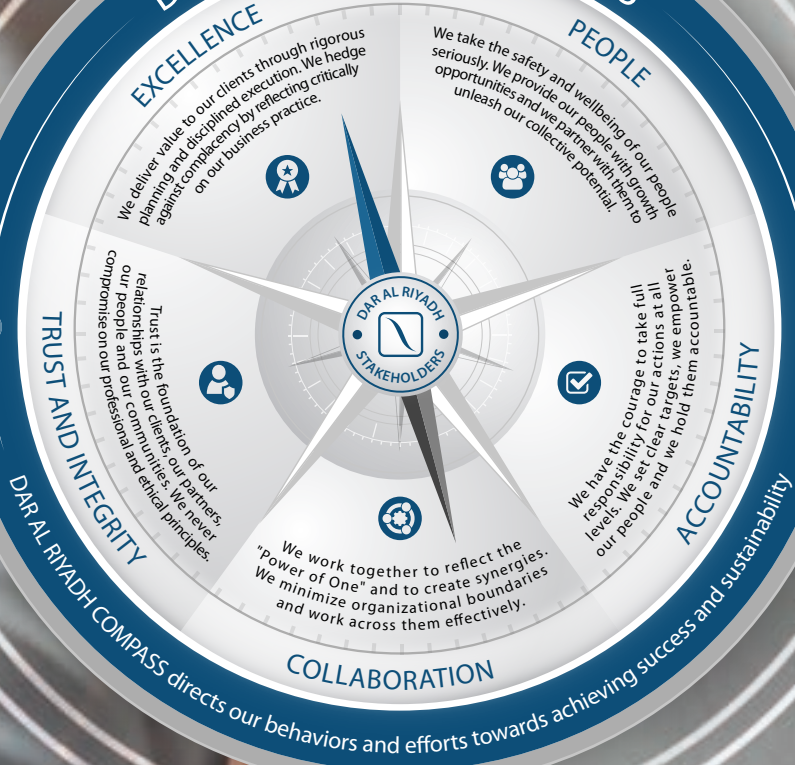 EXCELLENCE
We deliver value to our clients through rigorous
planning and disciplined execution. We hedge
against complacency by reflecting critically
on our business practice.
PEOPLE
We take the safety and wellbeing of our people
seriously. We provide our people with growth
opportunities and we partner with them to
unleash our collective potential.
ACCOUNTABILITY
We have the courage to take full
responsibility for our actions at all
levels. We set clear targets, we empower
our people and we hold them accountable.
COLLABORATION
We work together to reflect the
"Power of One" and to create synergies.
We minimize organizational boundaries
and work across them effectively.
TRUST AND INTEGRITY
Trust is the foundation of our
relationships with our clients, our partners,
our people and our communities. We never
compromise on our professional and ethical principles.
DAR AL RIYADH
STAKEHOLDERS
DAR AL RIYADH COMPASS directs our behaviors and efforts towards achieving success and sustainability